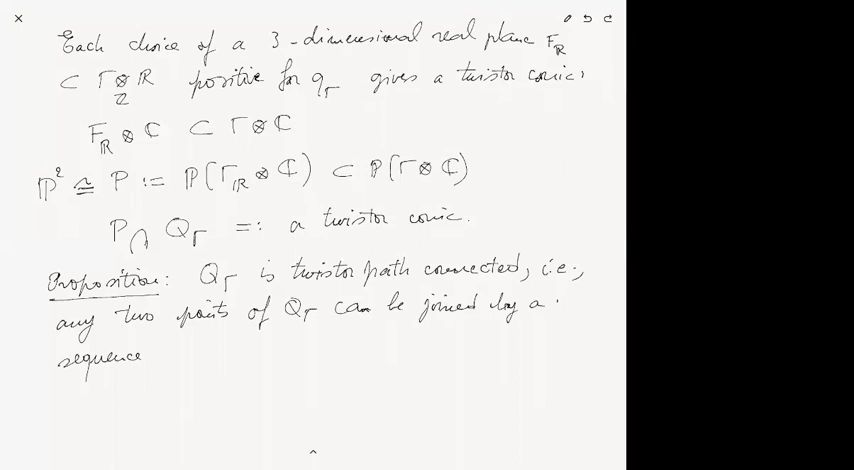 Each choice of a 3-dimensional real plane F_ℝ
⊂ Γ ⊗_ℤ ℝ positive for q_Γ gives a twistor conic:
F_ℝ ⊗ ℂ ⊂ Γ ⊗ ℂ
ℙ² ≅ P := ℙ(Γ_ℝ ⊗ ℂ) ⊂ ℙ(Γ ⊗ ℂ)
P ∩ Q_Γ =: a twistor conic.
Proposition: Q_Γ is twistor path connected, i.e.,
any two points of Q_Γ can be joined by a
sequence